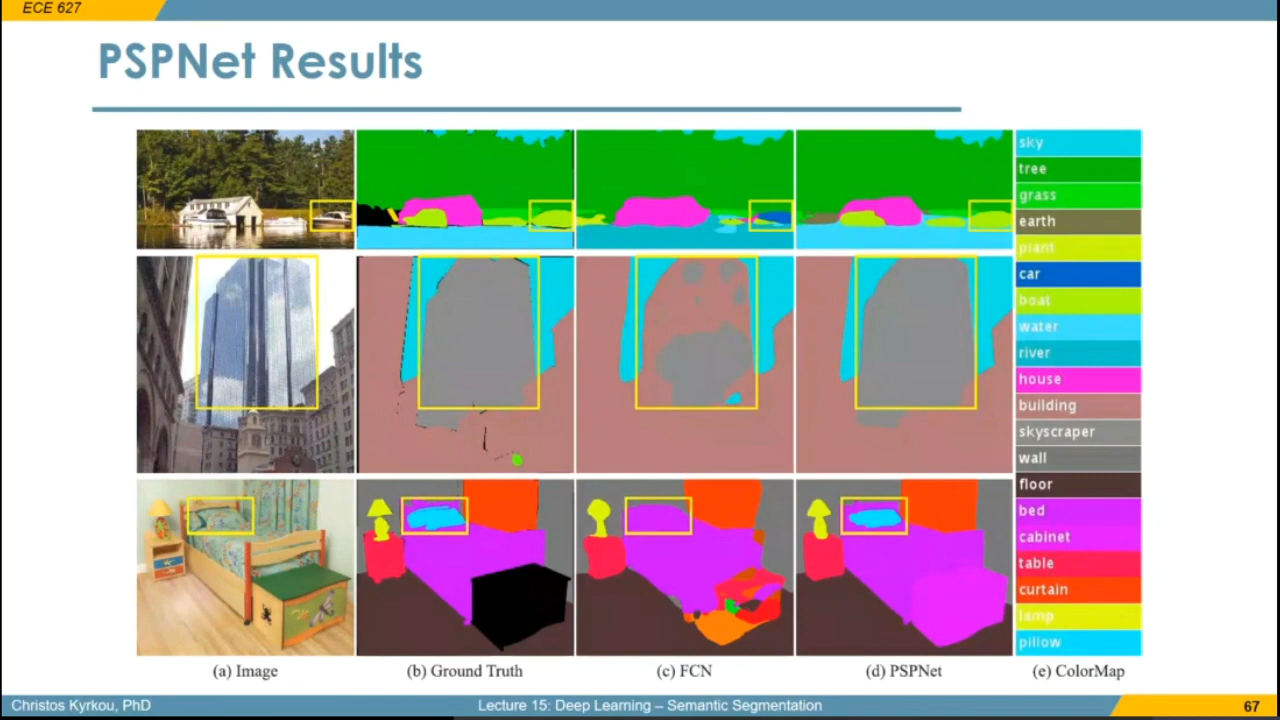 ECE 627
PSPNet Results
sky
tree
grass
earth
plant
car
boat
water
river
house
building
skyscraper
wall
floor
bed
cabinet
table
curtain
lamp
pillow
(a) Image
(b) Ground Truth
(c) FCN
(d) PSPNet
(e) ColorMap
Christos Kyrkou, PhD
Lecture 15: Deep Learning – Semantic Segmentation
67